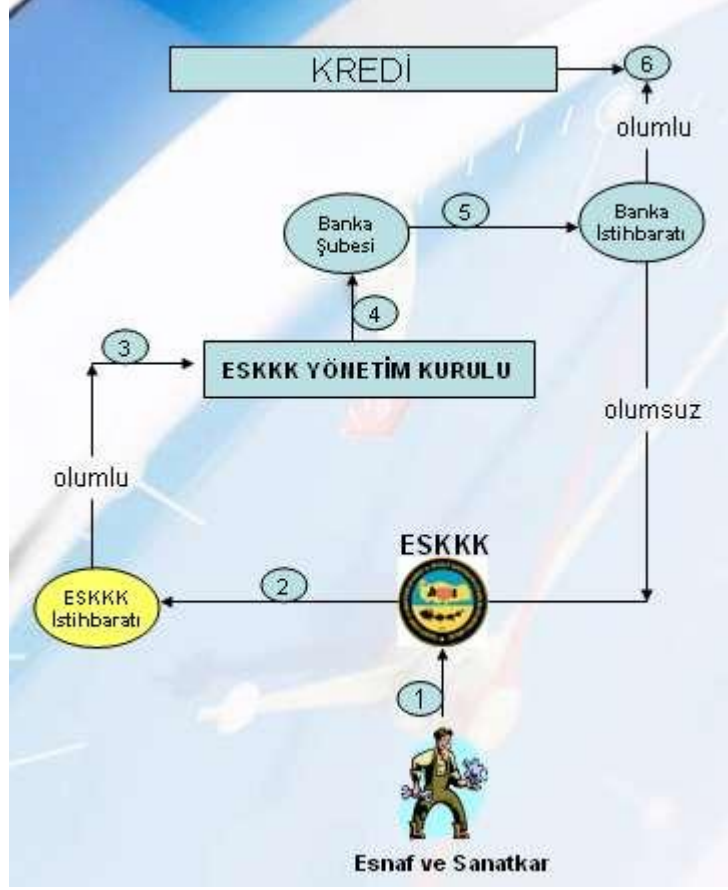 KREDİ
6
olumlu
Banka
Şubesi
5
Banka
İstihbaratı
4
3
ESKKK YÖNETİM KURULU
olumsuz
olumlu
ESKKK
2
ESKKK
İstihbaratı
1
Esnaf ve Sanatkar